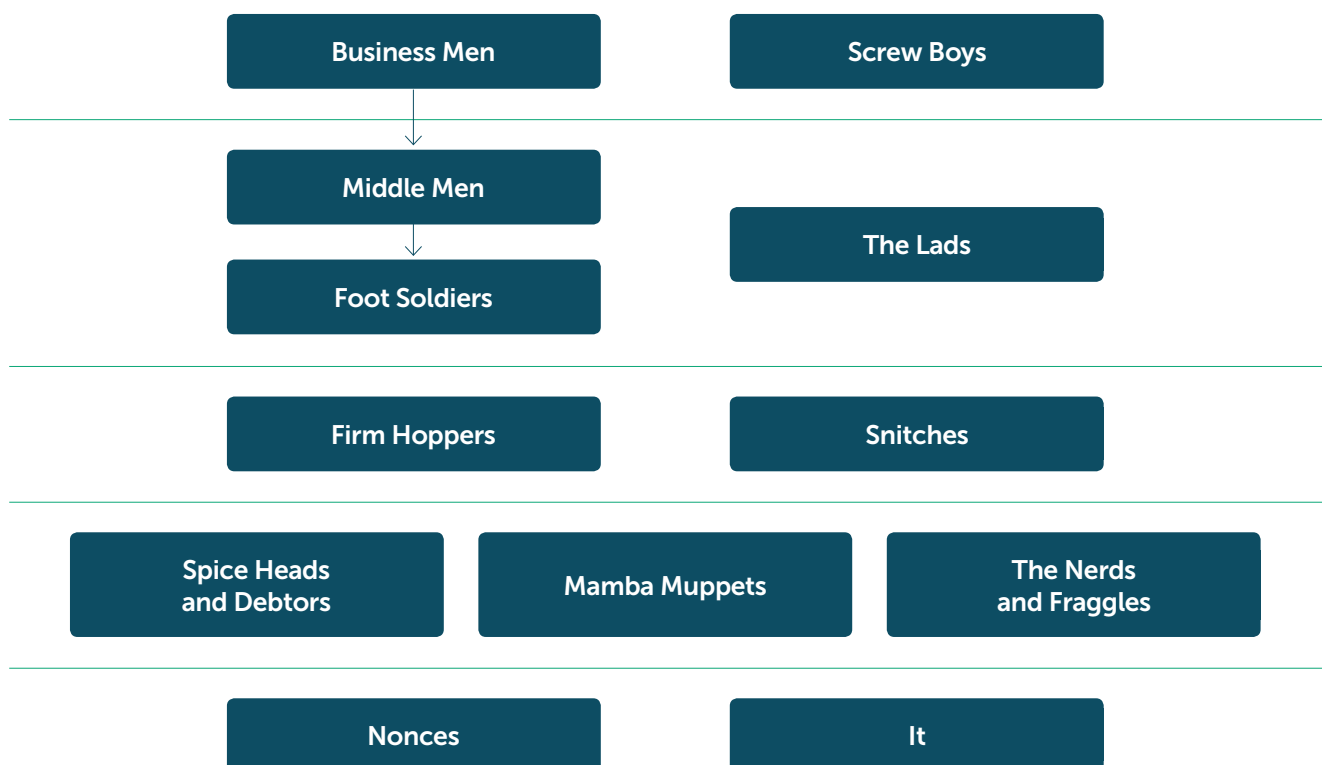 Business Men
Screw Boys
Middle Men
The Lads
Foot Soldiers
Firm Hoppers
Snitches
Spice Heads
and Debtors
Mamba Muppets
The Nerds
and Fraggles
Nonces
It